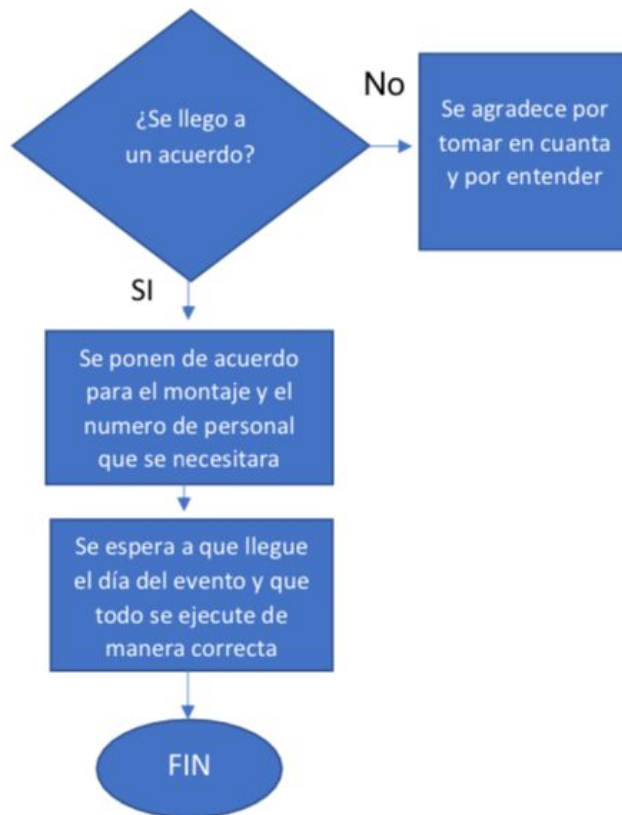 ¿Se llego a
un acuerdo?
No
Se agradece por
tomar en cuanta
y por entender
SI
Se ponen de acuerdo
para el montaje y el
numero de personal
que se necesitara
Se espera a que llegue
el día del evento y que
todo se ejecute de
manera correcta
FIN